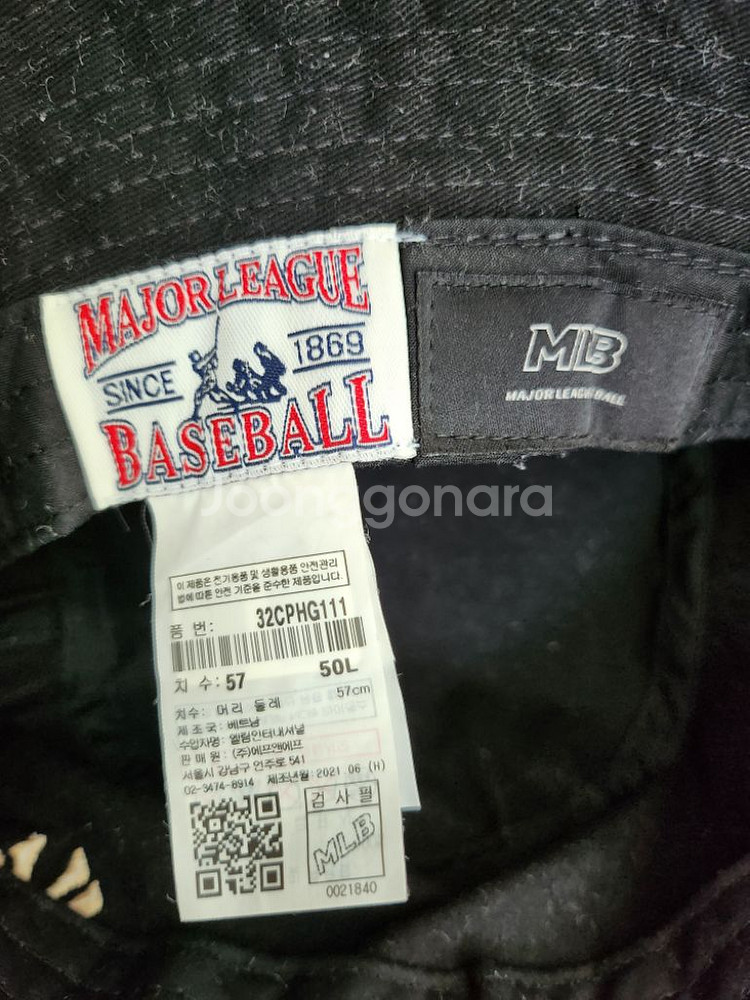 MAJOR LEAGUE
SINCE 1869
BASEBALL
MLB
MAJOR LEAGUE BALL
Joonggonara
이 제품은 전기용품 및 생활용품 안전관리
법에 따른 안전 기준을 준수한 제품입니다.
품 번: 32CPHG111
치 수: 57 50L
치수: 머리 둘레 57cm
제조국: 베트남
수입자명: 엘림인터내셔널
판 매 원: (주)에프앤에프
서울시 강남구 언주로 541
02-3474-8914 제조년월: 2021.06 (H)
검 사 필
MLB
0021840